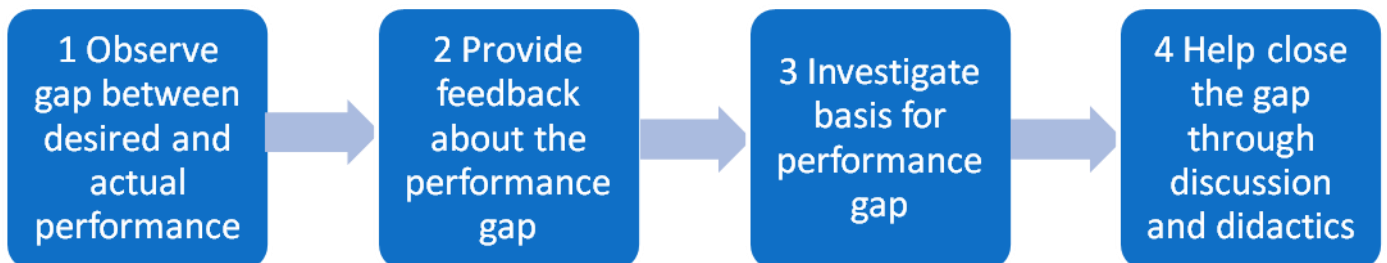 1 Observe
gap between
desired and
actual
performance
2 Provide
feedback
about the
performance
gap
3 Investigate
basis for
performance
gap
4 Help close
the gap
through
discussion
and didactics